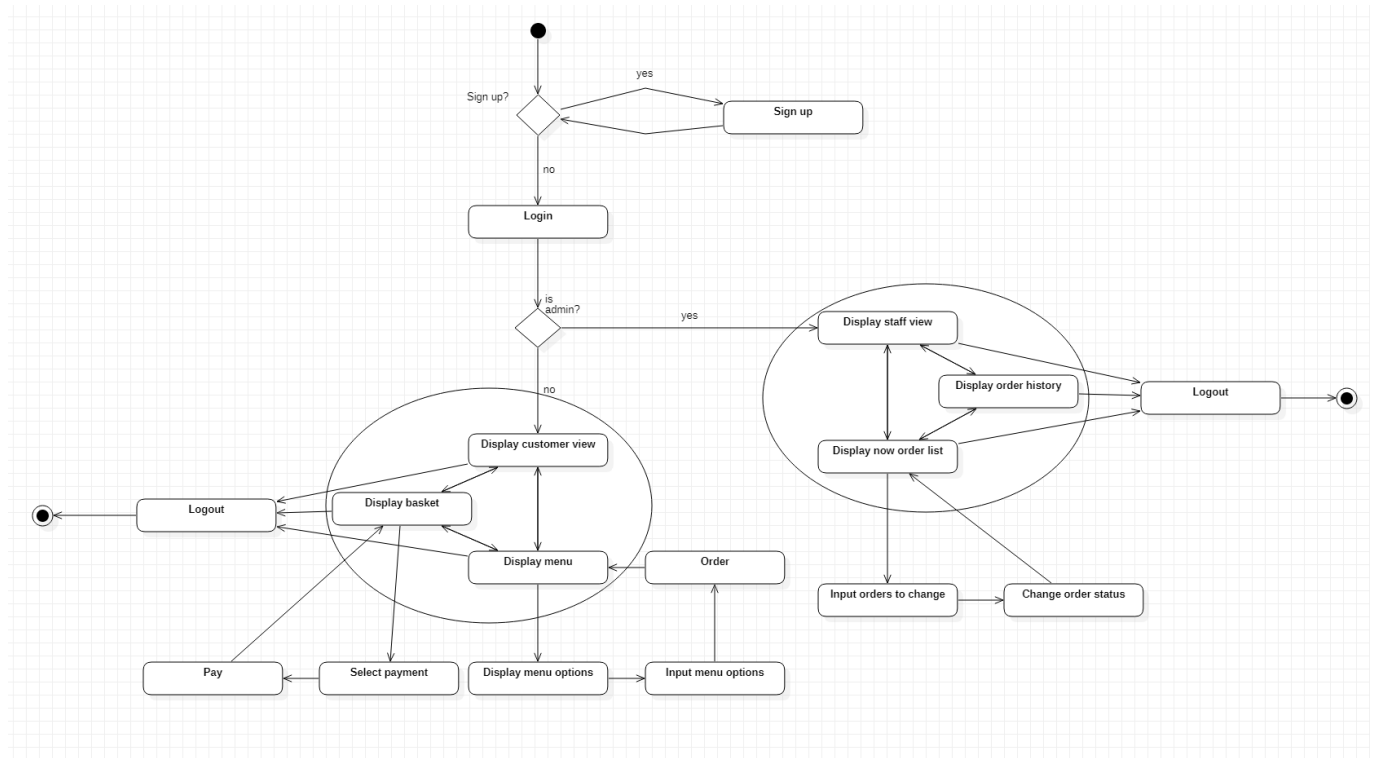 yes
Sign up?
Sign up
no
Login
is
admin?
yes
Display staff view
Display order history
Logout
no
Display customer view
Display now order list
Display basket
Logout
Display menu
Order
Input orders to change
Change order status
Pay
Select payment
Display menu options
Input menu options